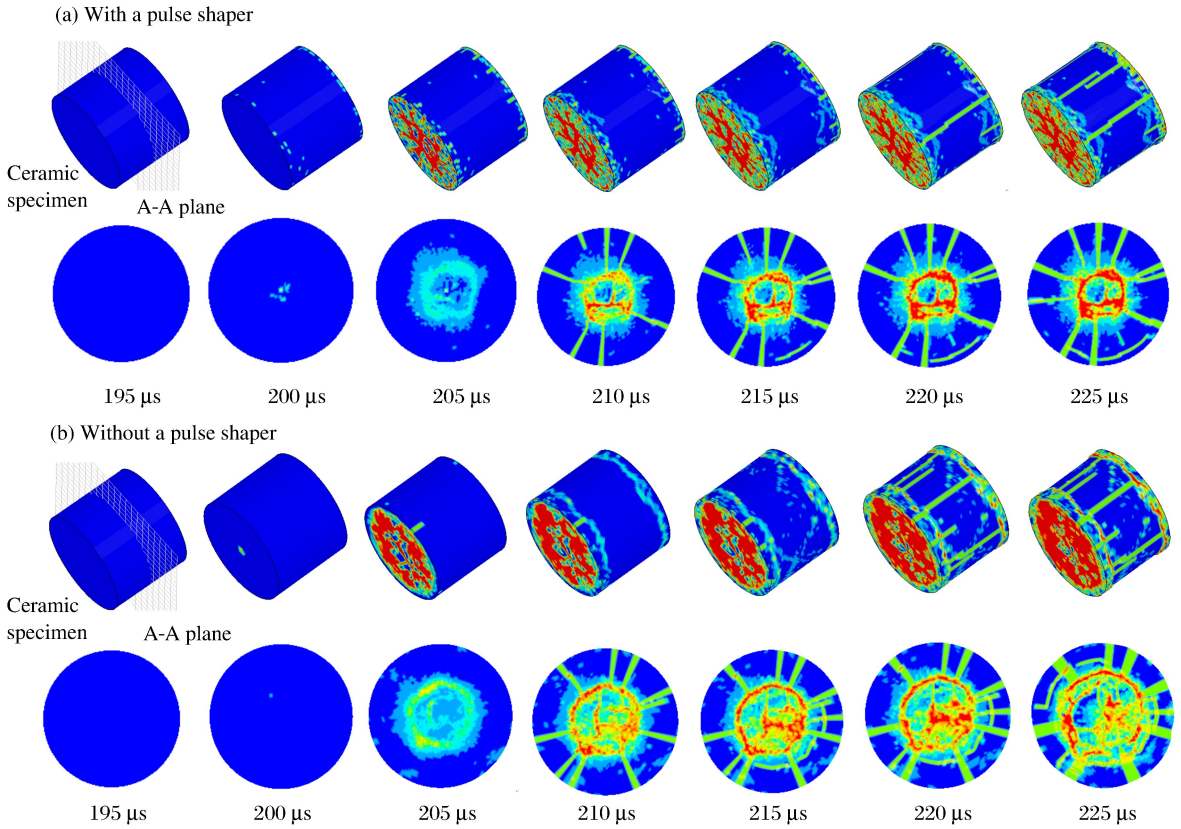 (a) With a pulse shaper
Ceramic
specimen
A-A plane
195 μs
200 μs
205 μs
210 μs
215 μs
220 μs
225 μs
(b) Without a pulse shaper
Ceramic
specimen
A-A plane
195 μs
200 μs
205 μs
210 μs
215 μs
220 μs
225 μs